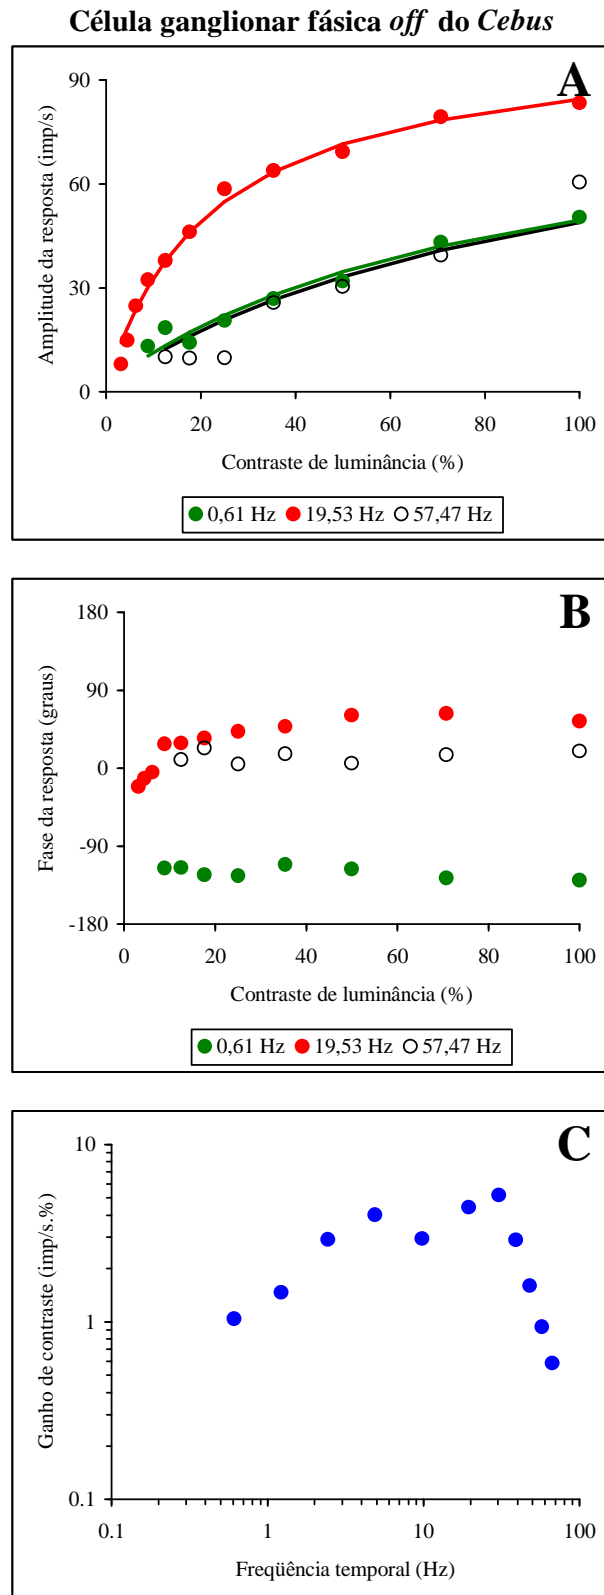 Célula ganglionar fásica off do Cebus
A
Amplitude da resposta (imp/s)
90
60
30
0
0 20 40 60 80 100
Contraste de luminância (%)
0,61 Hz 19,53 Hz 57,47 Hz
B
Fase da resposta (graus)
180
90
0
-90
-180
0 20 40 60 80 100
Contraste de luminância (%)
0,61 Hz 19,53 Hz 57,47 Hz
C
Ganho de contraste (imp/s.%)
10
1
0.1
0.1 1 10 100
Freqüência temporal (Hz)